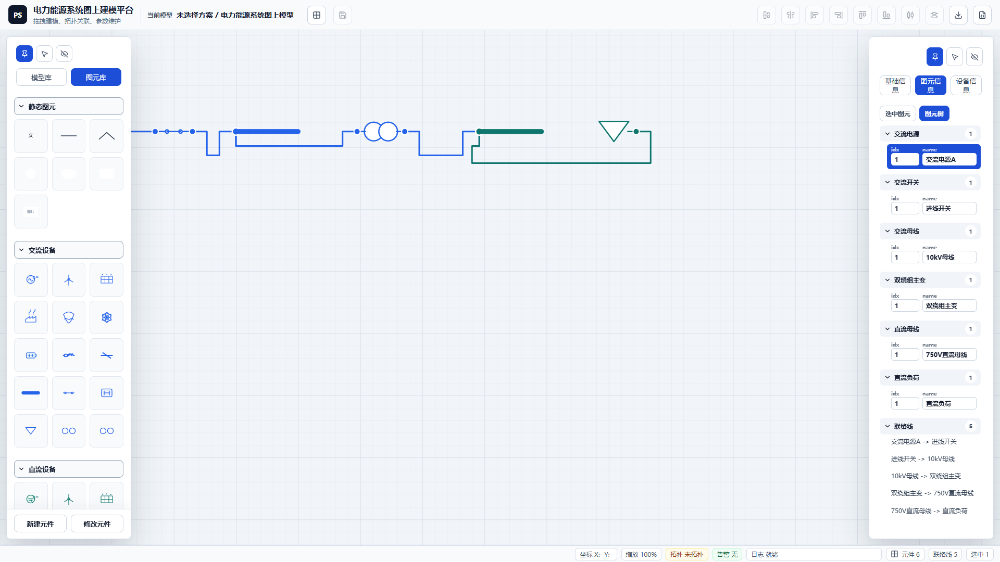 PS
电力能源系统图上建模平台
拖拽建模、拓扑关联、参数维护
当前模型 未选择方案 / 电力能源系统图上模型
模型库
图元库
静态图元
文
图片
交流设备
直流设备
新建元件
修改元件
基础信息
图元信息
设备信息
选中图元
图元树
交流电源 1
idx name
1 交流电源A
交流开关 1
idx name
1 进线开关
交流母线 1
idx name
1 10kV母线
双绕组主变 1
idx name
1 双绕组主变
直流母线 1
idx name
1 750V直流母线
直流负荷 1
idx name
1 直流负荷
联络线 5
交流电源A -> 进线开关
进线开关 -> 10kV母线
10kV母线 -> 双绕组主变
双绕组主变 -> 750V直流母线
750V直流母线 -> 直流负荷
坐标 X:- Y:-
缩放 100%
拓扑 未拓扑
告警 无
日志 就绪
元件 6
联络线 5
选中 1